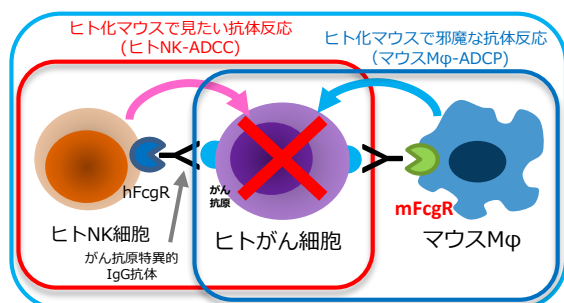 ヒト化マウスで見たい抗体反応
(ヒトNK-ADCC)
ヒト化マウスで邪魔な抗体反応
(マウスMφ-ADCP)
hFcgR
がん
抗原
mFcgR
ヒトNK細胞
ヒトがん細胞
マウスMφ
がん抗原特異的
IgG抗体